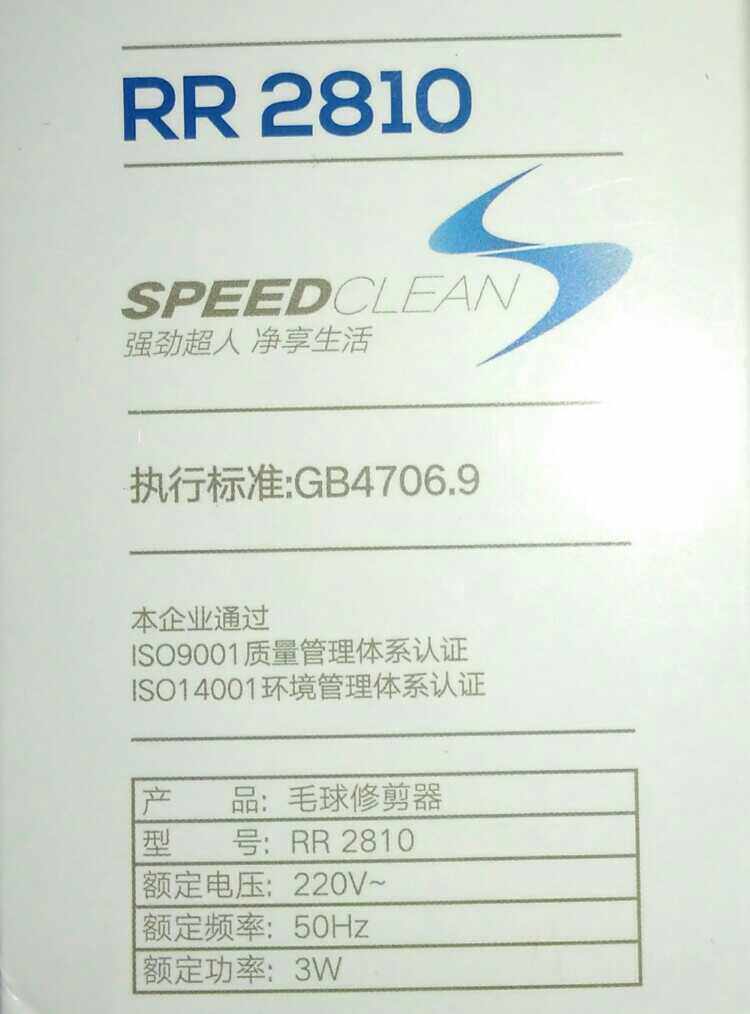 RR 2810
SPEEDCLEAN
强劲超人 净享生活
执行标准:GB4706.9
本企业通过
ISO9001质量管理体系认证
ISO14001环境管理体系认证
产 品: 毛球修剪器
型 号: RR 2810
额定电压: 220V~
额定频率: 50Hz
额定功率: 3W